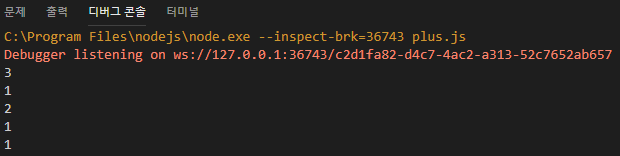 문제 출력 디버그 콘솔 터미널
C:\Program Files\nodejs\node.exe --inspect-brk=36743 plus.js
Debugger listening on ws://127.0.0.1:36743/c2d1fa82-d4c7-4ac2-a313-52c7652ab657
3
1
2
1
1